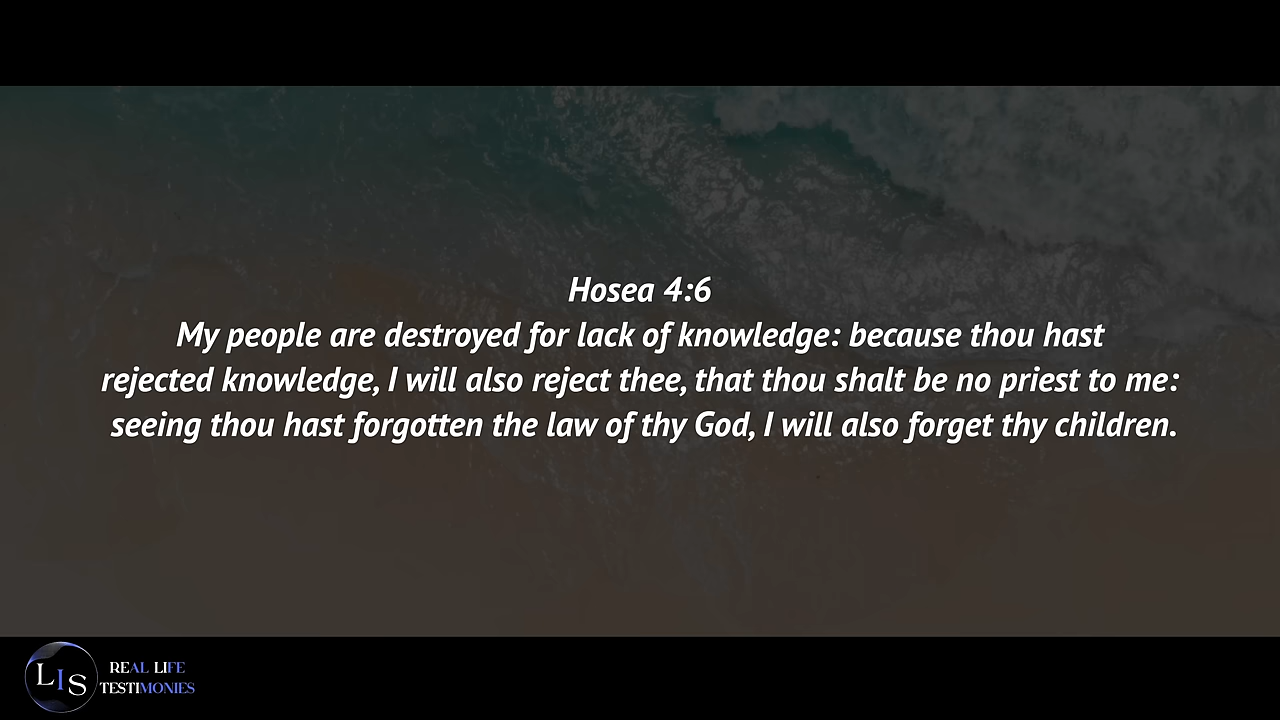 Hosea 4:6
My people are destroyed for lack of knowledge: because thou hast
rejected knowledge, I will also reject thee, that thou shalt be no priest to me:
seeing thou hast forgotten the law of thy God, I will also forget thy children.
LIS
REAL LIFE
TESTIMONIES